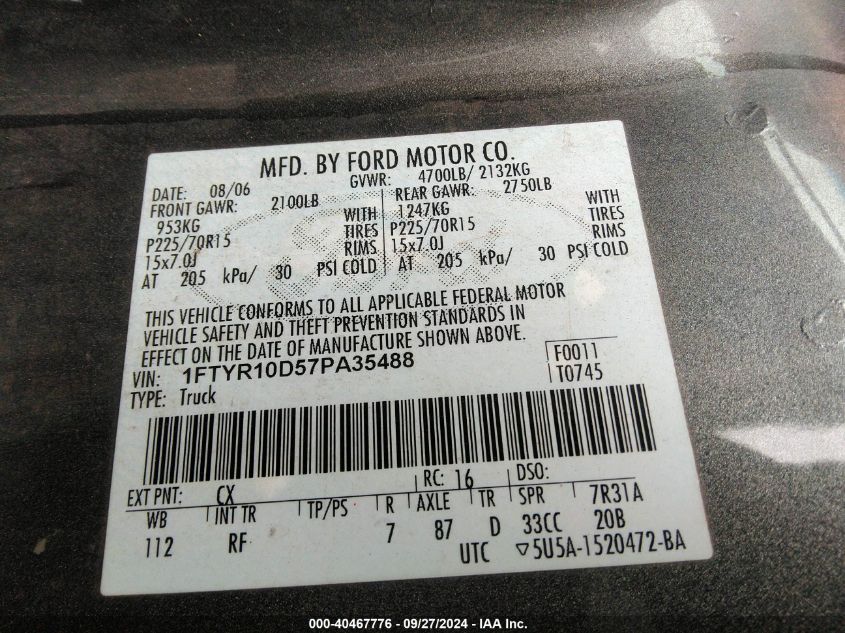 MFD. BY FORD MOTOR CO.
DATE: 08/06 GVWR: 4700LB/ 2132KG
FRONT GAWR: 2100LB REAR GAWR: 2750LB
953KG WITH 1247KG WITH
P225/70R15 TIRES P225/70R15 TIRES
15x7.0J RIMS 15x7.0J RIMS
AT 205 kPa/ 30 PSI COLD AT 205 kPa/ 30 PSI COLD
THIS VEHICLE CONFORMS TO ALL APPLICABLE FEDERAL MOTOR
VEHICLE SAFETY AND THEFT PREVENTION STANDARDS IN
EFFECT ON THE DATE OF MANUFACTURE SHOWN ABOVE.
VIN: 1FTYR10D57PA35488 F0011
TYPE: Truck T0745
EXT PNT: CX RC: 16 DSO:
WB INT TR TP/PS R AXLE TR SPR 7R31A
112 RF 7 87 D 33CC 20B
UTC ▽5U5A-1520472-BA
000-40467776 - 09/27/2024 - IAA Inc.